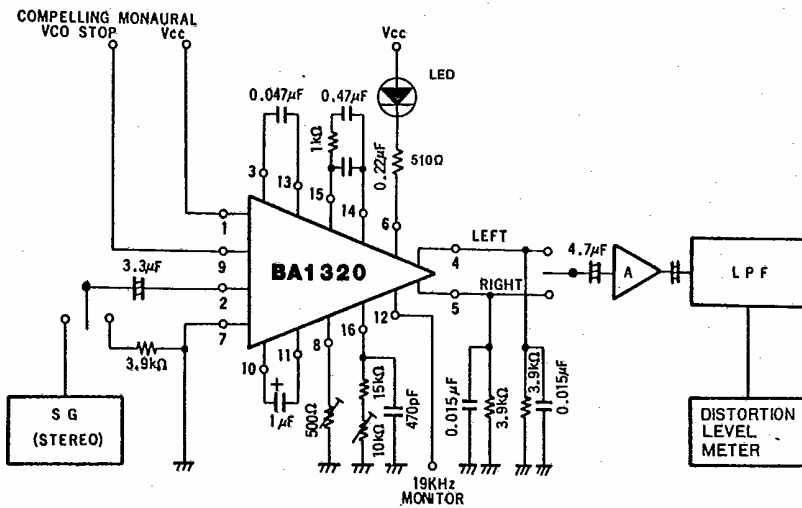 COMPELLING MONAURAL
VCO STOP
Vcc
Vcc
LED
0.047μF
0.47μF
1kΩ
0.22μF
510Ω
3
13
15
14
6
1
9
2
7
BA1320
4
LEFT
5
RIGHT
12
4.7μF
A
LPF
3.3μF
3.9kΩ
10
11
8
16
+
1μF
500Ω
15kΩ
10kΩ
470pF
0.015μF
3.9kΩ
3.9kΩ
0.015μF
SG
(STEREO)
19KHz
MONITOR
DISTORTION
LEVEL
METER